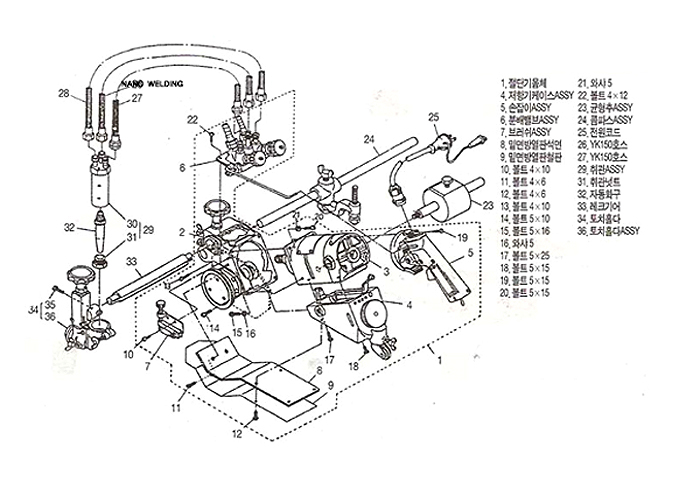 NARO WELDING
28
27
22
6
24
25
23
32
30
31
29
33
2
21
20
19
3
5
4
35
34
36
10
7
14
15
16
17
18
1
8
9
11
12
1, 절단기몸체
4, 저항기케이스ASSY
5, 손잡이ASSY
6, 분배밸브ASSY
7, 브러쉬ASSY
8, 밑면방열판석면
9, 밑면방열판철판
10, 볼트 4×10
11, 볼트 4×6
12, 볼트 4×6
13, 볼트 4×10
14, 볼트 5×10
15, 볼트 5×16
16, 와샤 5
17, 볼트 5×25
18, 볼트 5×15
19, 볼트 5×15
20, 볼트 5×15
21, 와샤 5
22, 볼트 4×12
23, 균형추ASSY
24, 콤파스ASSY
25, 전원코드
26, YK150호스
27, YK150호스
29, 취관ASSY
31, 취관넛트
32, 자동화구
33, 레크기어
34, 토치홀다
36, 토치홀다ASSY